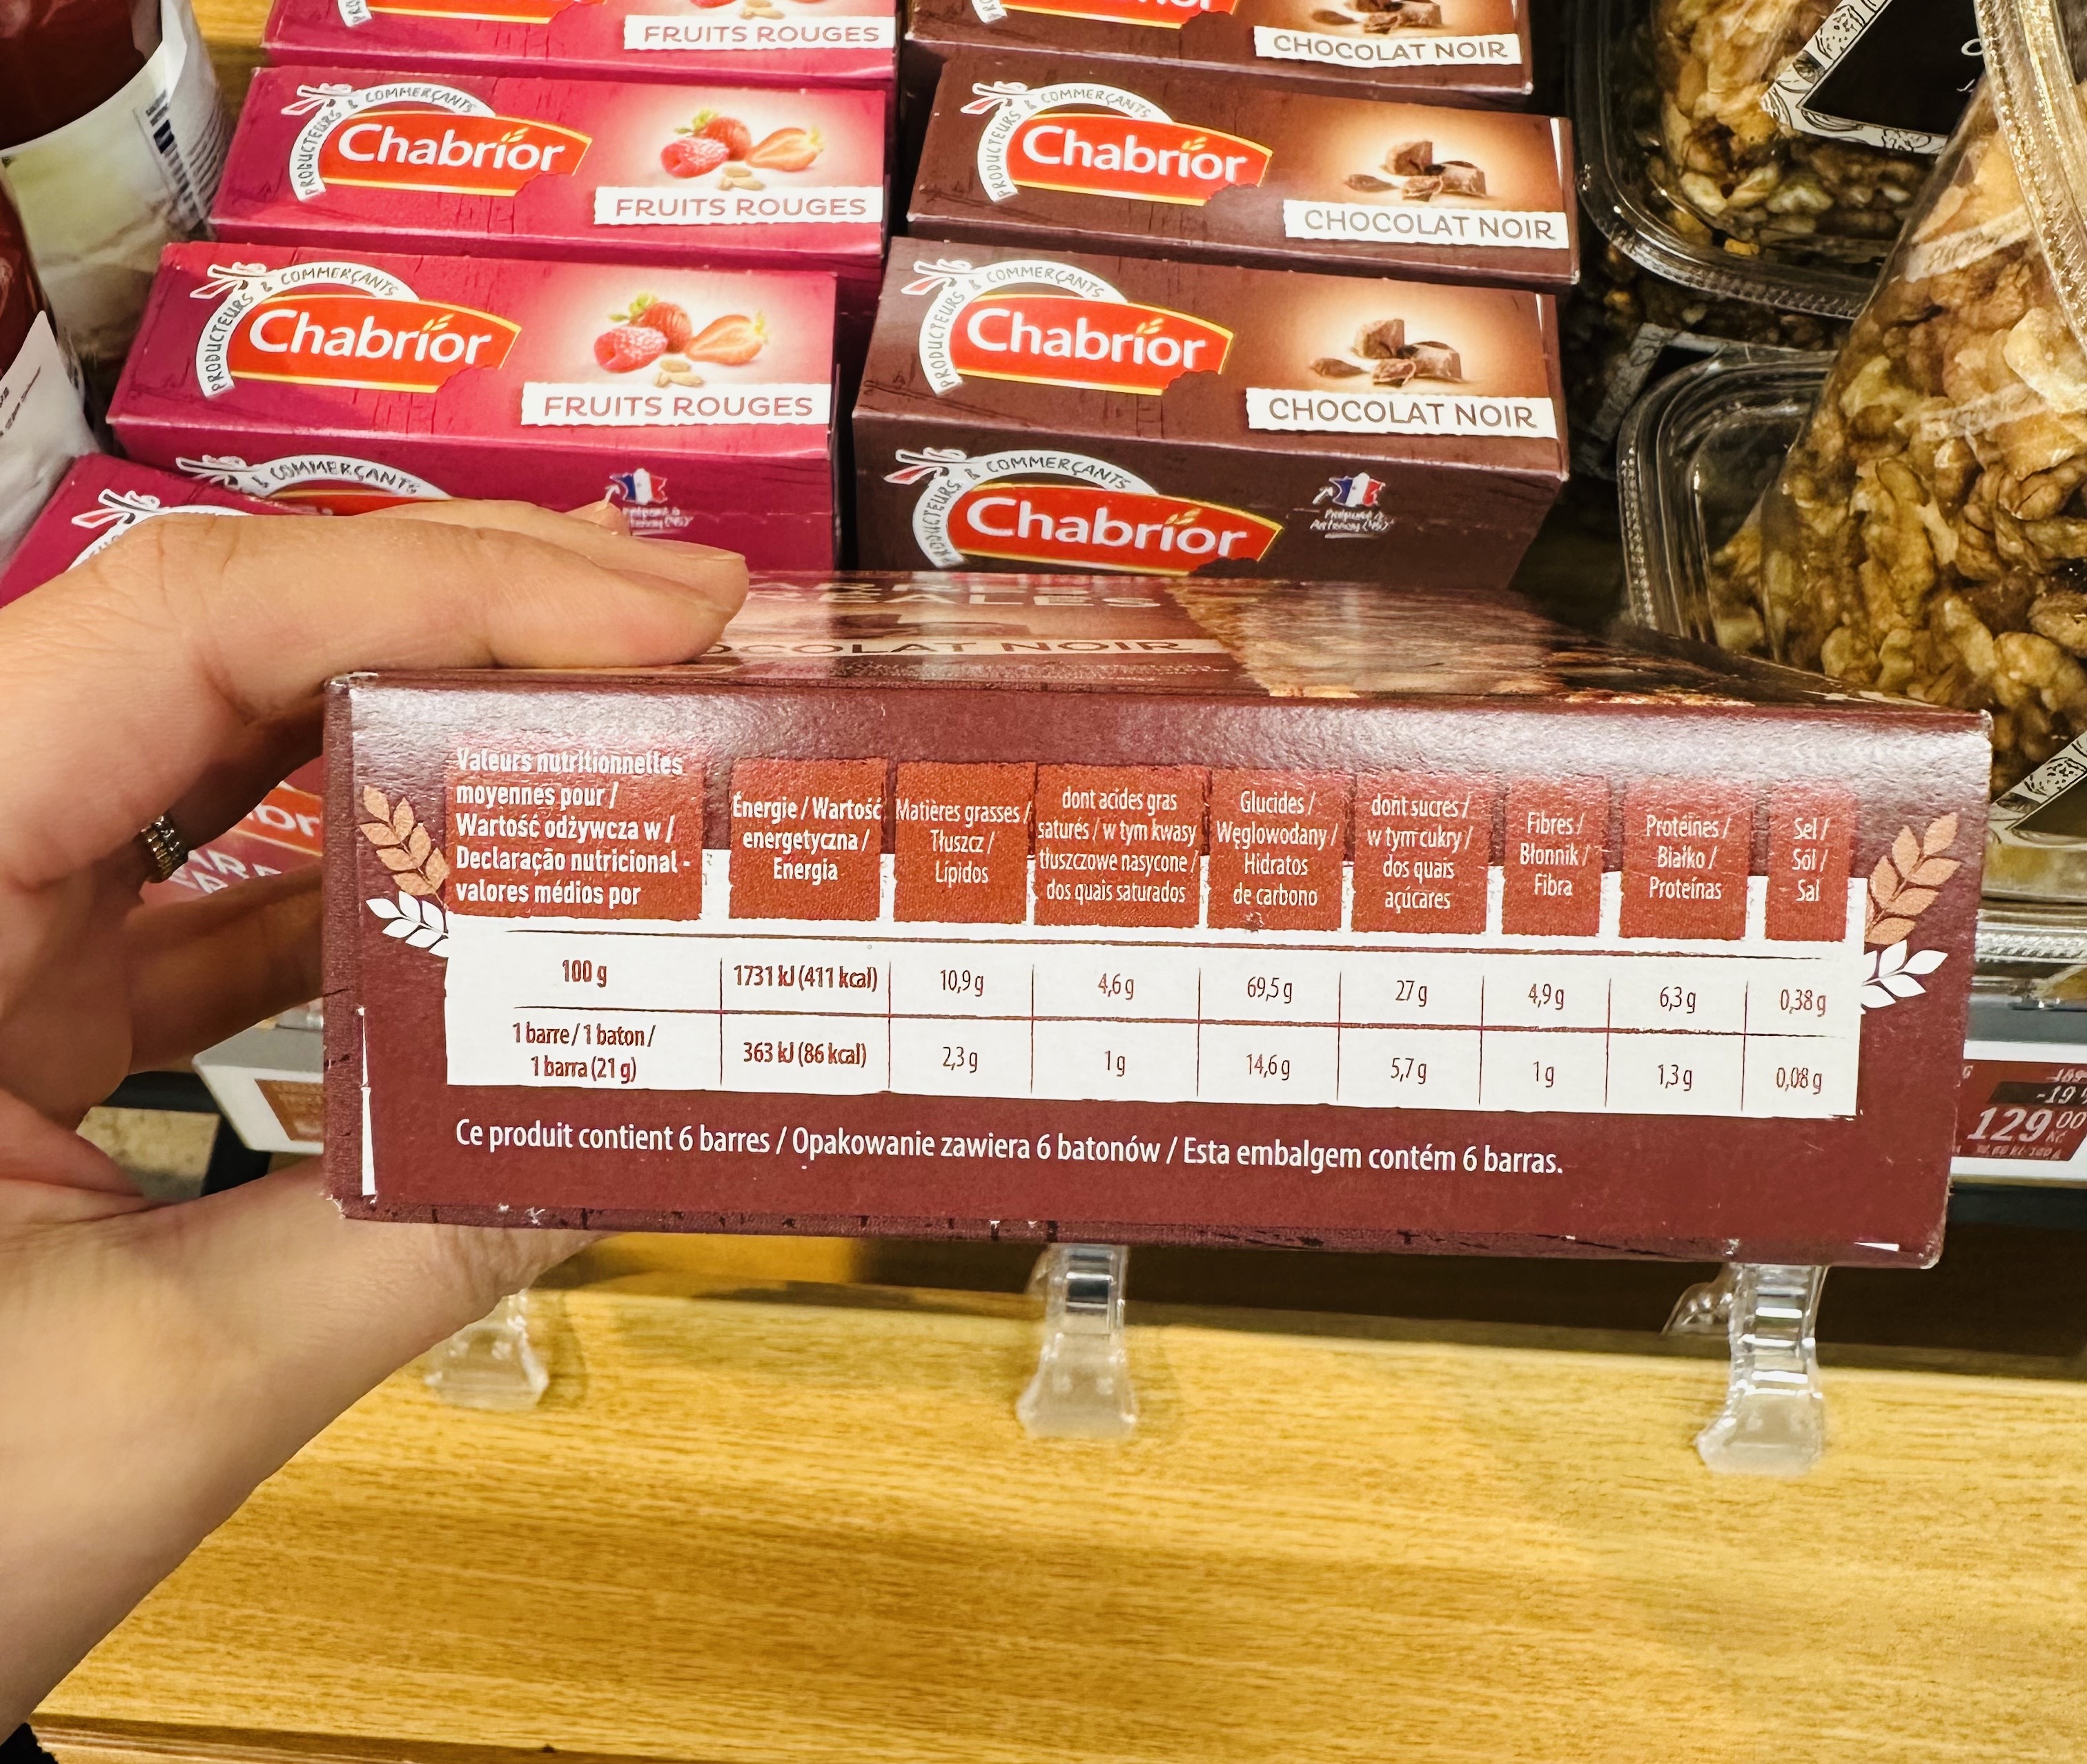 FRUITS ROUGES
CHOCOLAT NOIR
PRODUCTEURS & COMMERÇANTS
Chabrior
FRUITS ROUGES
PRODUCTEURS & COMMERÇANTS
Chabrior
CHOCOLAT NOIR
PRODUCTEURS & COMMERÇANTS
Chabrior
FRUITS ROUGES
PRODUCTEURS & COMMERÇANTS
Chabrior
CHOCOLAT NOIR
& COMMERÇANTS
PRODUCTEURS & COMMERÇANTS
Chabrior
Préparé à
OCOLAT NOIR
Valeurs nutritionnelles
moyennes pour /
Wartość odżywcza w /
Declaração nutricional -
valores médios por
Énergie / Wartość
energetyczna /
Energia
Matières grasses /
Tłuszcz /
Lípidos
dont acides gras
saturés / w tym kwasy
tłuszczowe nasycone /
dos quais saturados
Glucides /
Węglowodany /
Hidratos
de carbono
dont sucres /
w tym cukry /
dos quais
açúcares
Fibres /
Błonnik /
Fibra
Protéines /
Białko /
Proteínas
Sel /
Sól /
Sal
100 g
1731 kJ (411 kcal)
10,9 g
4,6 g
69,5 g
27 g
4,9 g
6,3 g
0,38 g
1 barre / 1 baton /
1 barra (21 g)
363 kJ (86 kcal)
2,3 g
1 g
14,6 g
5,7 g
1 g
1,3 g
0,08 g
Ce produit contient 6 barres / Opakowanie zawiera 6 batonów / Esta embalgem contém 6 barras.
129 00
Kč